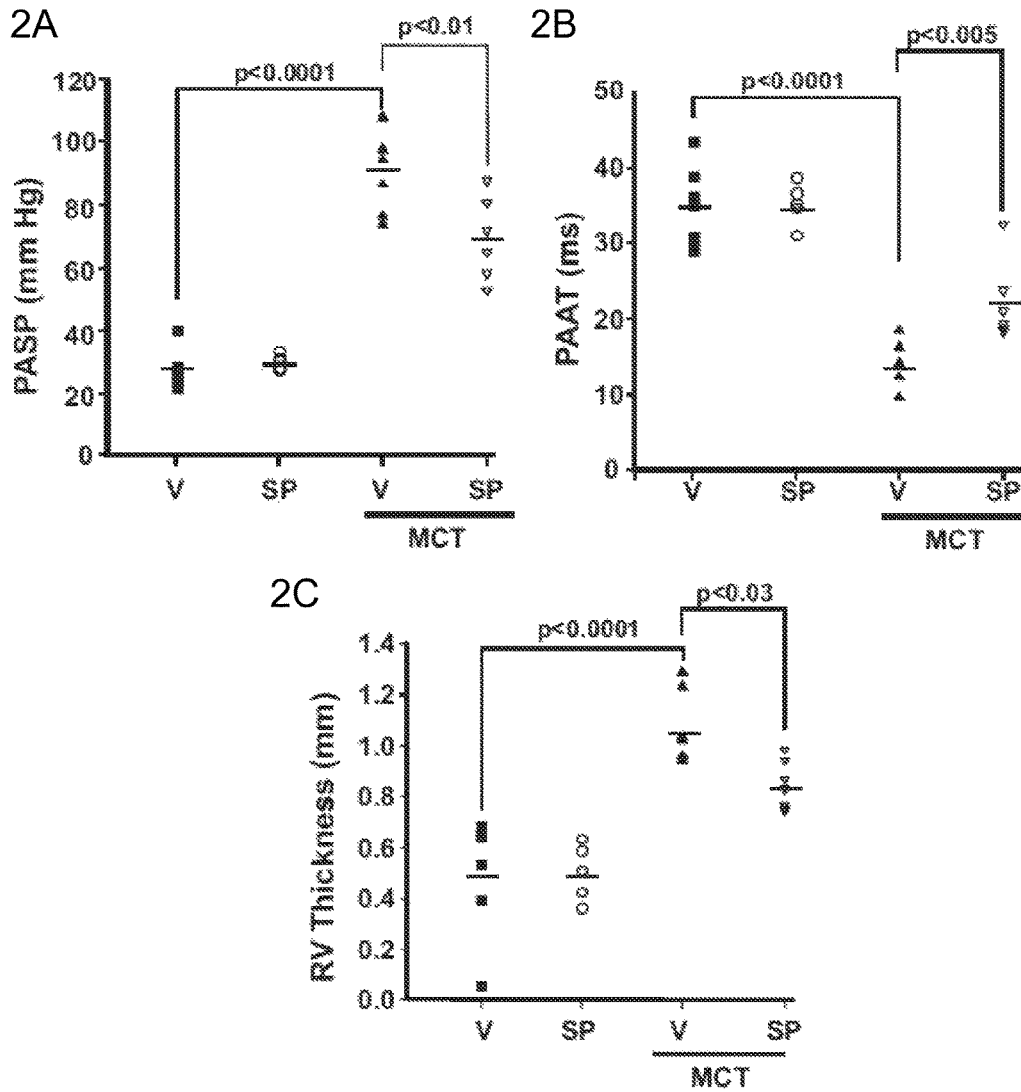 2A
p<0.01
p<0.0001
PASP (mm Hg)
120
100
80
60
40
20
0
V SP V SP
MCT
2B
p<0.005
p<0.0001
PAAT (ms)
50
40
30
20
10
0
V SP V SP
MCT
2C
p<0.03
p<0.0001
RV Thickness (mm)
1.4
1.2
1.0
0.8
0.6
0.4
0.2
0.0
V SP V SP
MCT